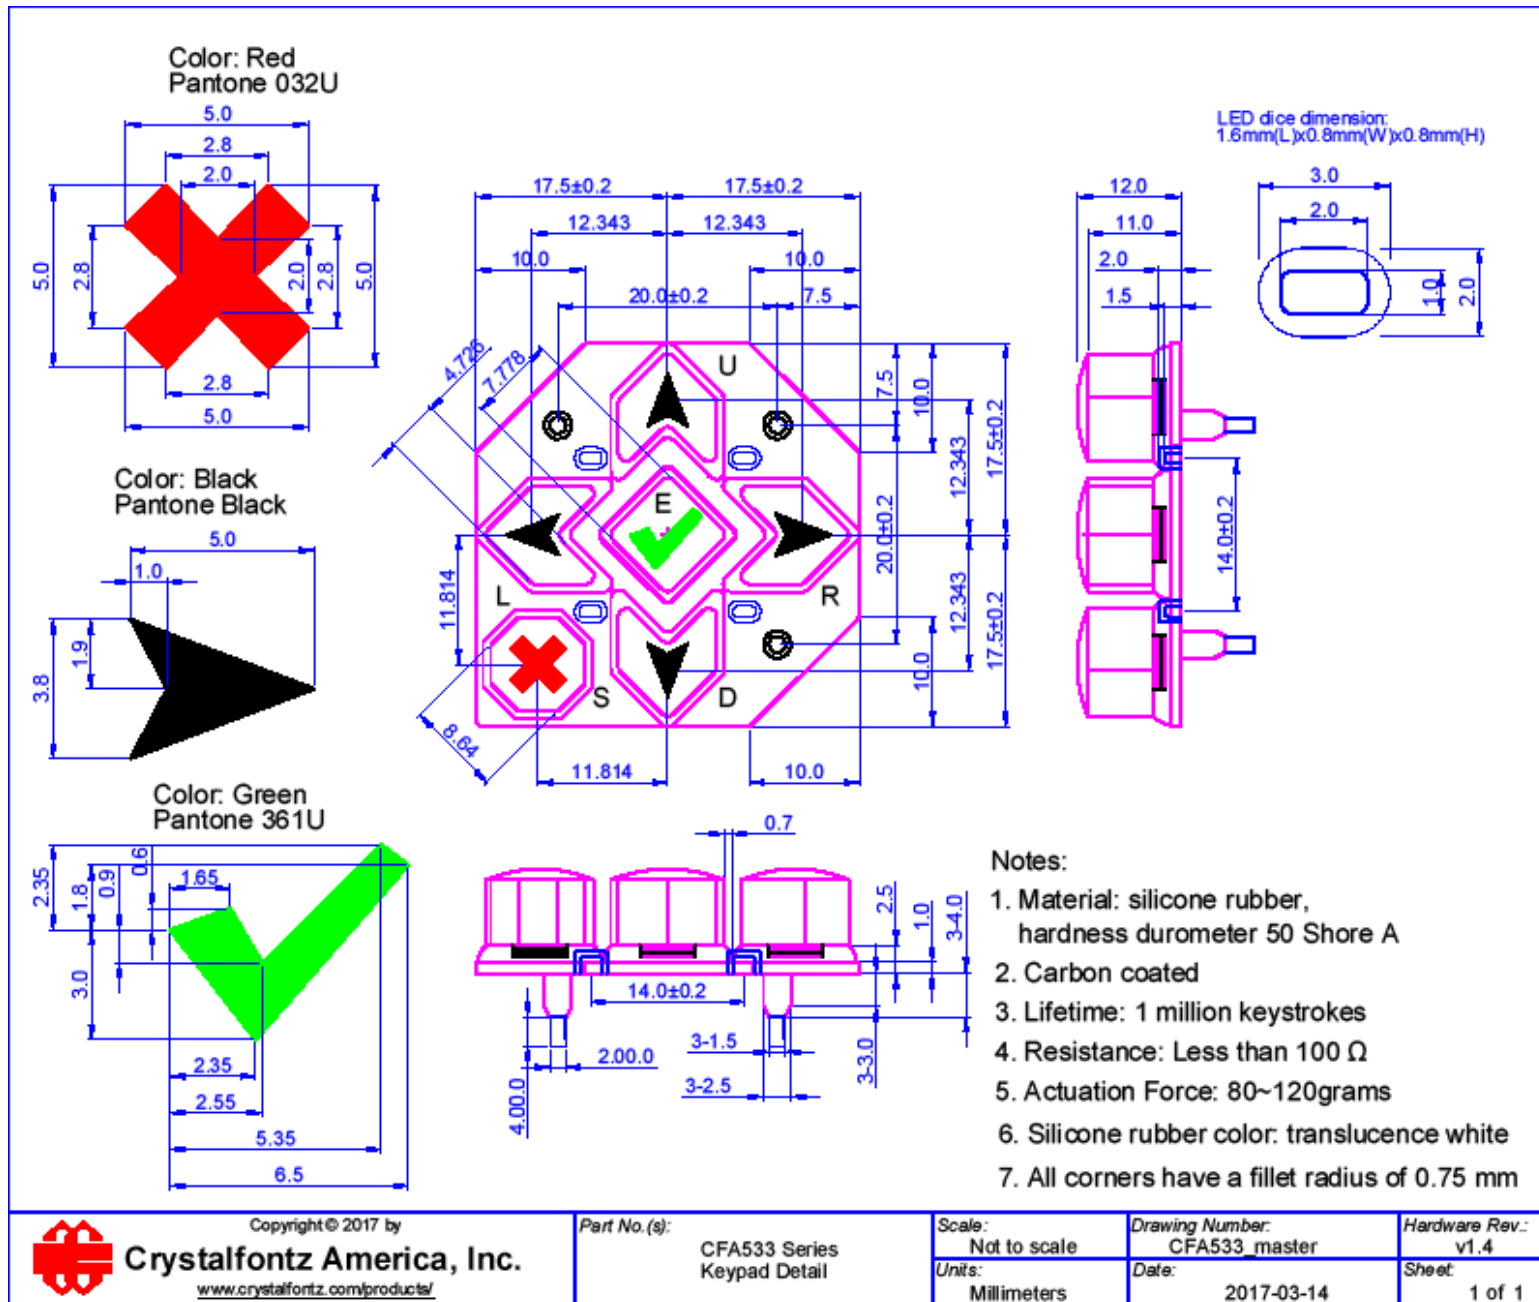 Color: Red
Pantone 032U
5.0
2.8
2.0
5.0
2.8
2.0
2.8
5.0
2.8
5.0
Color: Black
Pantone Black
5.0
1.0
1.9
3.8
Color: Green
Pantone 361U
2.35
1.8
0.9
0.6
1.65
3.0
2.35
2.55
5.35
6.5
17.5±0.2
17.5±0.2
12.343
12.343
10.0
10.0
20.0±0.2
7.5
4.726
7.778
U
E
L
R
S
D
7.5
10.0
12.343
17.5±0.2
20.0±0.2
12.343
17.5±0.2
10.0
11.814
8.64
11.814
10.0
12.0
11.0
2.0
1.5
14.0±0.2
LED dice dimension:
1.6mm(L)x0.8mm(W)x0.8mm(H)
3.0
2.0
1.0
2.0
0.7
2.5
1.0
3-4.0
14.0±0.2
2.00.0
4.00.0
3-1.5
3-2.5
3-3.0
Notes:
1. Material: silicone rubber,
hardness durometer 50 Shore A
2. Carbon coated
3. Lifetime: 1 million keystrokes
4. Resistance: Less than 100 Ω
5. Actuation Force: 80~120grams
6. Silicone rubber color: translucence white
7. All corners have a fillet radius of 0.75 mm
Copyright © 2017 by
Crystalfontz America, Inc.
www.crystalfontz.com/products/
Part No.(s):
CFA533 Series
Keypad Detail
Scale:
Not to scale
Units:
Millimeters
Drawing Number:
CFA533_master
Date:
2017-03-14
Hardware Rev.:
v1.4
Sheet:
1 of 1